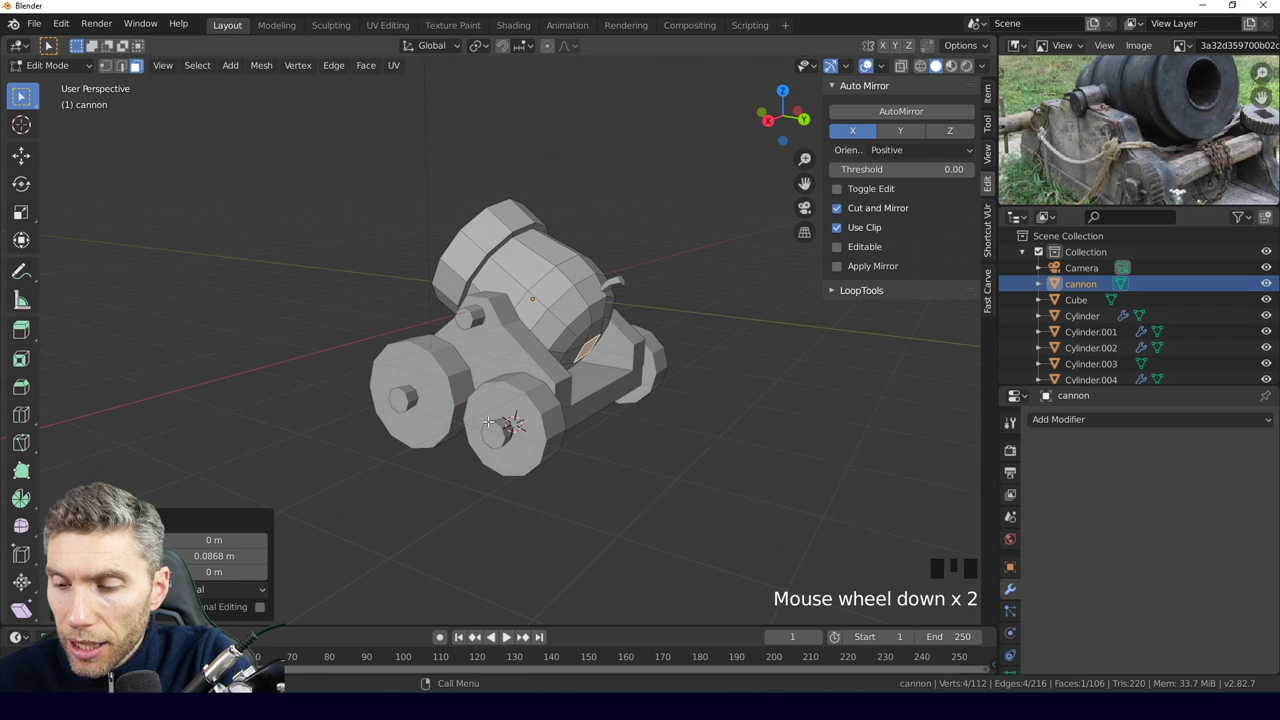 Blender
File Edit Render Window Help
Layout Modeling Sculpting UV Editing Texture Paint Shading Animation Rendering Compositing Scripting +
Scene
View Layer
Global
X Y Z
Options
View Image
3a32d359700b02c
Edit Mode
View Select Add Mesh Vertex Edge Face UV
User Perspective
(1) cannon
Z
X
Y
Auto Mirror
AutoMirror
X Y Z
Orien.. Positive
Threshold 0.00
Toggle Edit
Cut and Mirror
Use Clip
Editable
Apply Mirror
LoopTools
Item
Tool
View
Edit
Shortcut VUr
Fast Carve
Scene Collection
Collection
Camera
cannon
Cube
Cylinder
Cylinder.001
Cylinder.002
Cylinder.003
Cylinder.004
cannon
Add Modifier
0 m
0.0868 m
0 m
nal Editing
Mouse wheel down x 2
1
Start 1
End 250
70 80 90 100 110 120 130 140 150 160 170 180 190 200 210 220 230 240 250
Call Menu
cannon | Verts:4/112 | Edges:4/216 | Faces:1/106 | Tris:220 | Mem: 33.7 MiB | v2.82.7